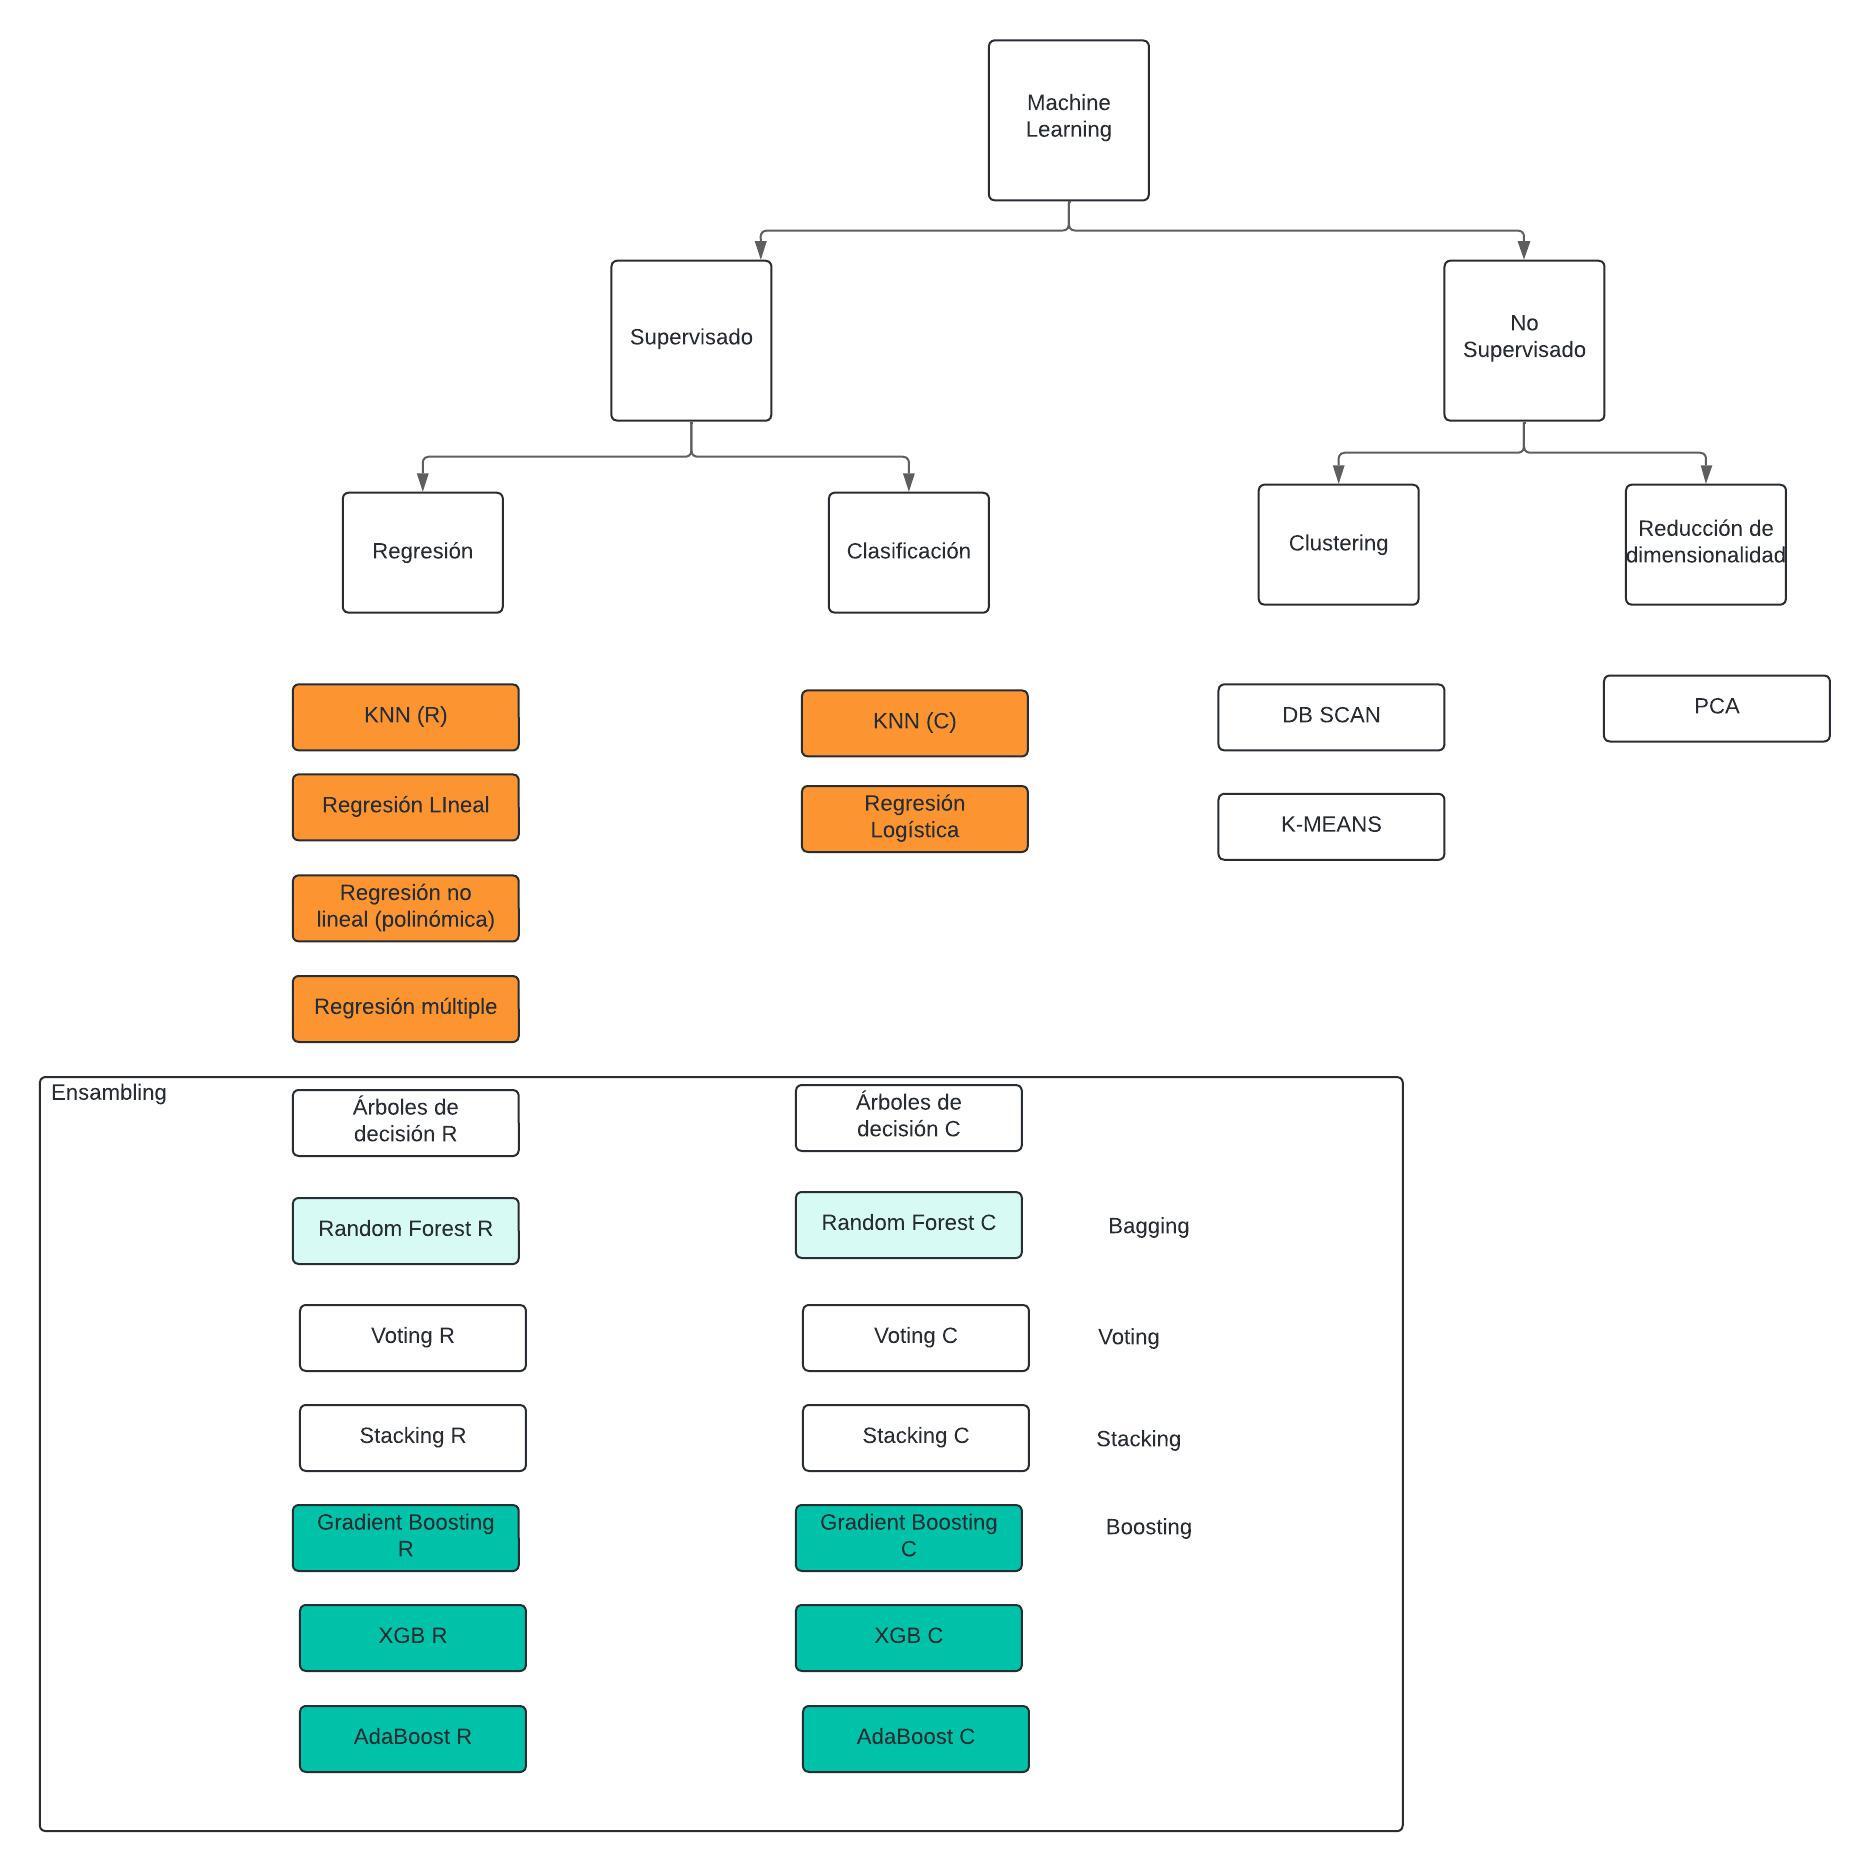 Machine
Learning
Supervisado
No
Supervisado
Regresión
Clasificación
Clustering
Reducción de
dimensionalidad
KNN (R)
KNN (C)
DB SCAN
PCA
Regresión LIneal
Regresión
Logística
K-MEANS
Regresión no
lineal (polinómica)
Regresión múltiple
Ensambling
Árboles de
decisión R
Árboles de
decisión C
Random Forest R
Random Forest C
Bagging
Voting R
Voting C
Voting
Stacking R
Stacking C
Stacking
Gradient Boosting
R
Gradient Boosting
C
Boosting
XGB R
XGB C
AdaBoost R
AdaBoost C